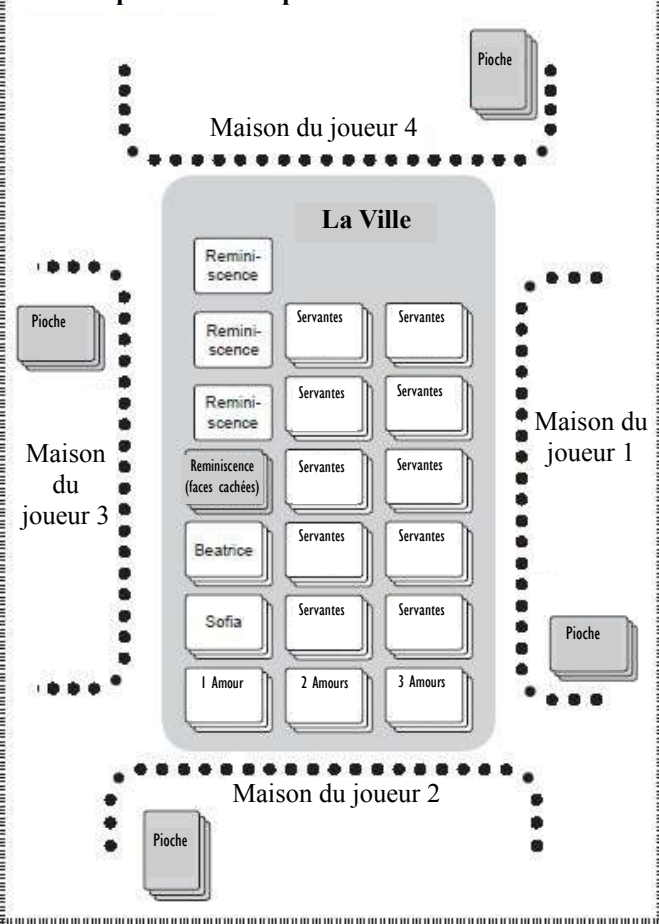 Pioche
Maison du joueur 4
La Ville
Remini-
scence
Pioche
Remini-
scence
Servantes
Servantes
Remini-
scence
Servantes
Servantes
Maison
du
joueur 3
Maison du
joueur 1
Reminiscence
(faces cachées)
Servantes
Servantes
Beatrice
Servantes
Servantes
Sofia
Servantes
Servantes
Pioche
1 Amour
2 Amours
3 Amours
Maison du joueur 2
Pioche